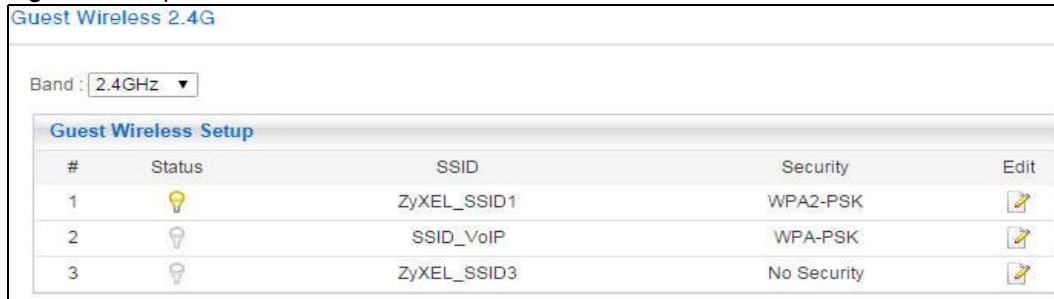 Guest Wireless 2.4G
Band : 2.4GHz
Guest Wireless Setup
# Status SSID Security Edit
1 ZyXEL_SSID1 WPA2-PSK
2 SSID_VoIP WPA-PSK
3 ZyXEL_SSID3 No Security